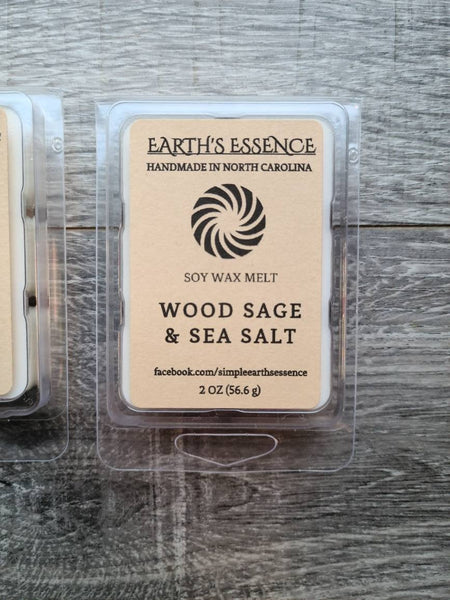 EARTH'S ESSENCE
HANDMADE IN NORTH CAROLINA
SOY WAX MELT
WOOD SAGE
& SEA SALT
facebook.com/simpleearthsessence
2 OZ (56.6 g)